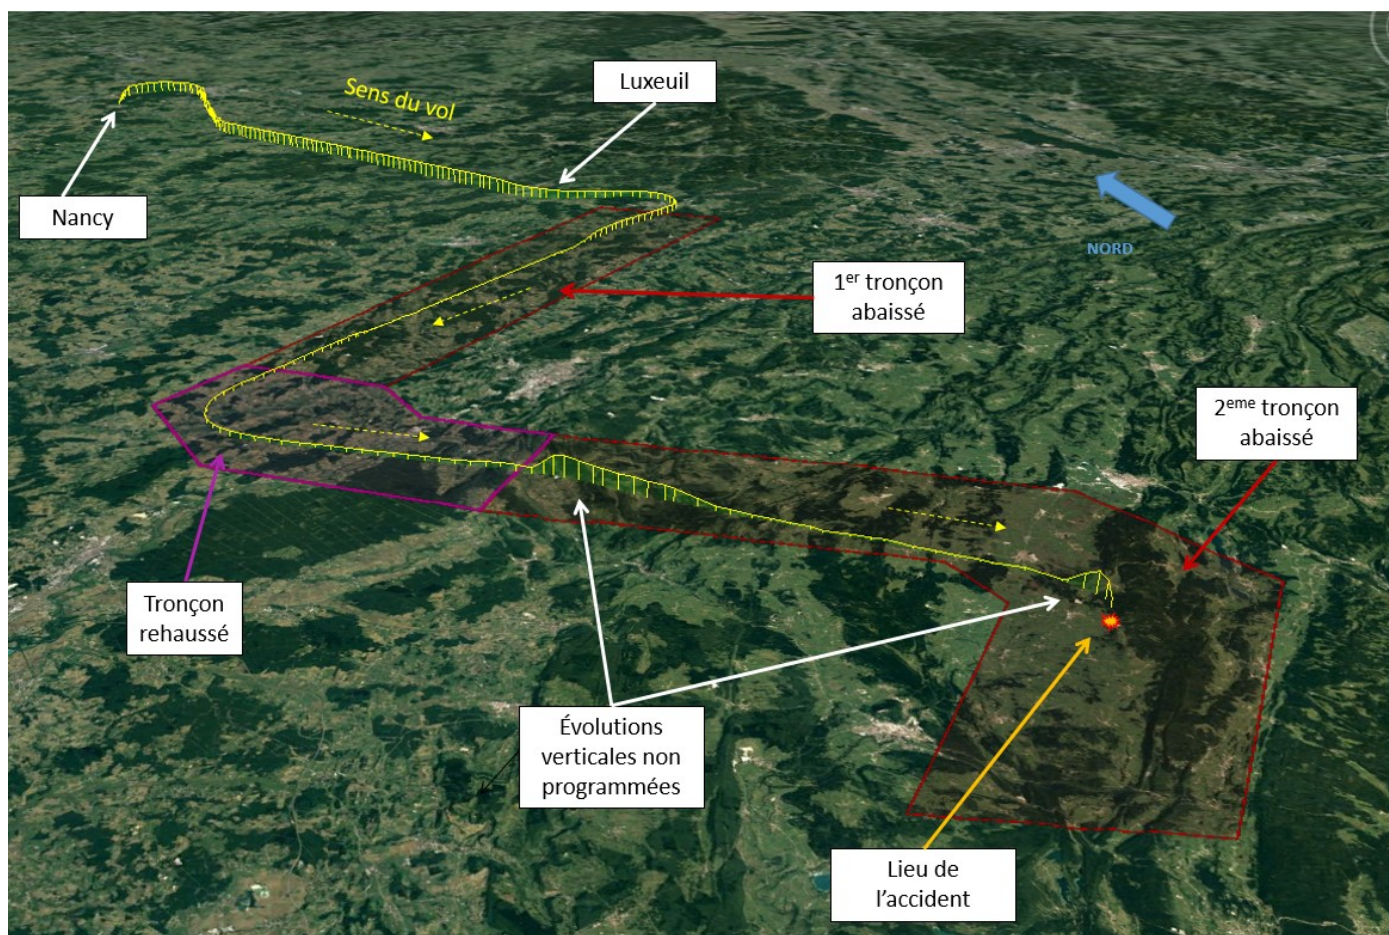 Sens du vol
Luxeuil
Nancy
NORD
1er tronçon
abaissé
2eme tronçon
abaissé
Tronçon
rehaussé
Évolutions
verticales non
programmées
Lieu de
l’accident